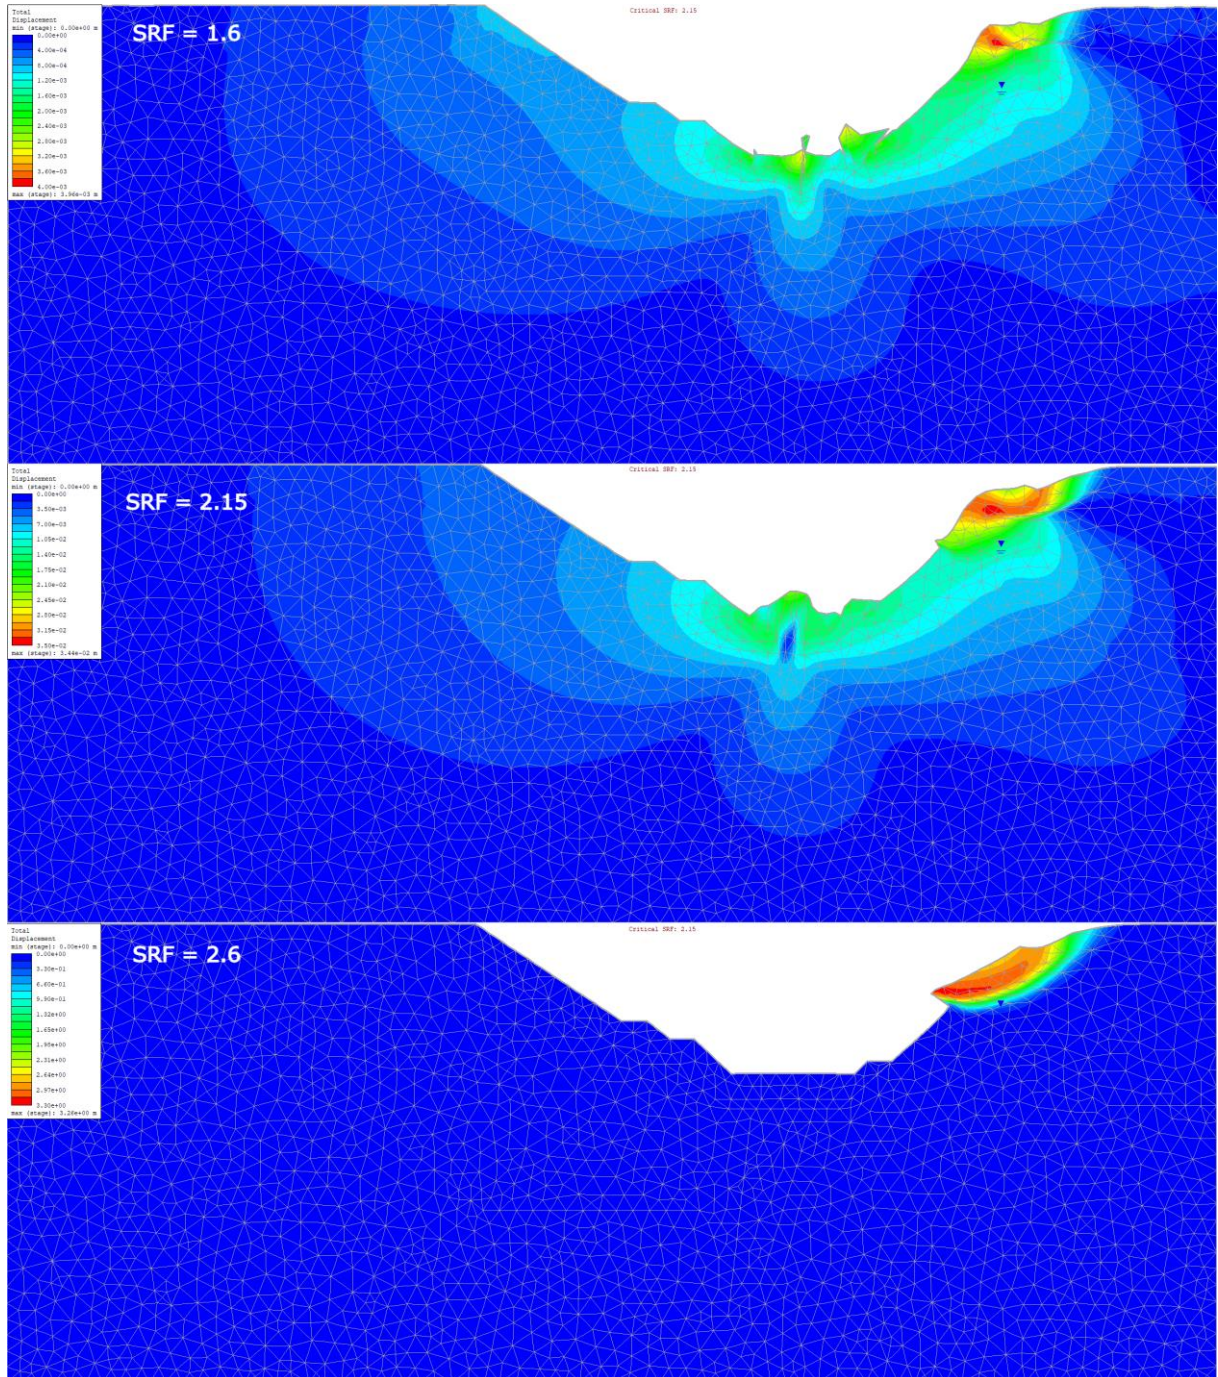 Total
Displacement
min (stage): 0.00e+00 m
0.00e+00
4.00e-04
8.00e-04
1.20e-03
1.60e-03
2.00e-03
2.40e-03
2.80e-03
3.20e-03
3.60e-03
4.00e-03
max (stage): 3.96e-03 m
SRF = 1.6
Critical SRF: 2.15
Total
Displacement
min (stage): 0.00e+00 m
0.00e+00
3.50e-03
7.00e-03
1.05e-02
1.40e-02
1.75e-02
2.10e-02
2.45e-02
2.80e-02
3.15e-02
3.50e-02
max (stage): 3.44e-02 m
SRF = 2.15
Critical SRF: 2.15
Total
Displacement
min (stage): 0.00e+00 m
0.00e+00
3.30e-01
6.60e-01
9.90e-01
1.32e+00
1.65e+00
1.98e+00
2.31e+00
2.64e+00
2.97e+00
3.30e+00
max (stage): 3.26e+00 m
SRF = 2.6
Critical SRF: 2.15